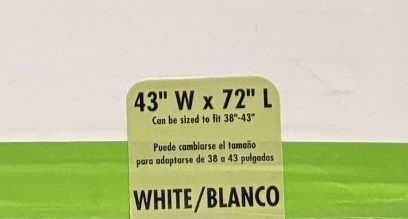 43" W x 72" L
Can be sized to fit 38"-43"
Puede cambiarse el tamaño
para adaptarse de 38 a 43 pulgadas
WHITE/BLANCO